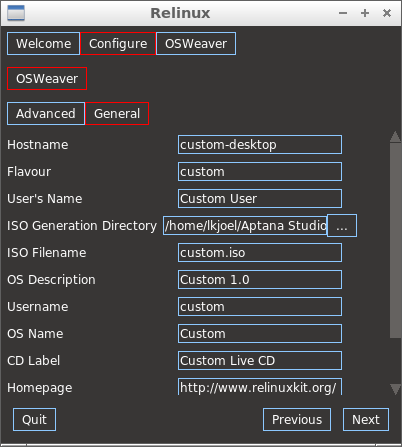 Relinux
Welcome Configure OSWeaver
OSWeaver
Advanced General
Hostname custom-desktop
Flavour custom
User's Name Custom User
ISO Generation Directory /home/lkjoel/Aptana Studio ...
ISO Filename custom.iso
OS Description Custom 1.0
Username custom
OS Name Custom
CD Label Custom Live CD
Homepage http://www.relinuxkit.org/
Quit Previous Next